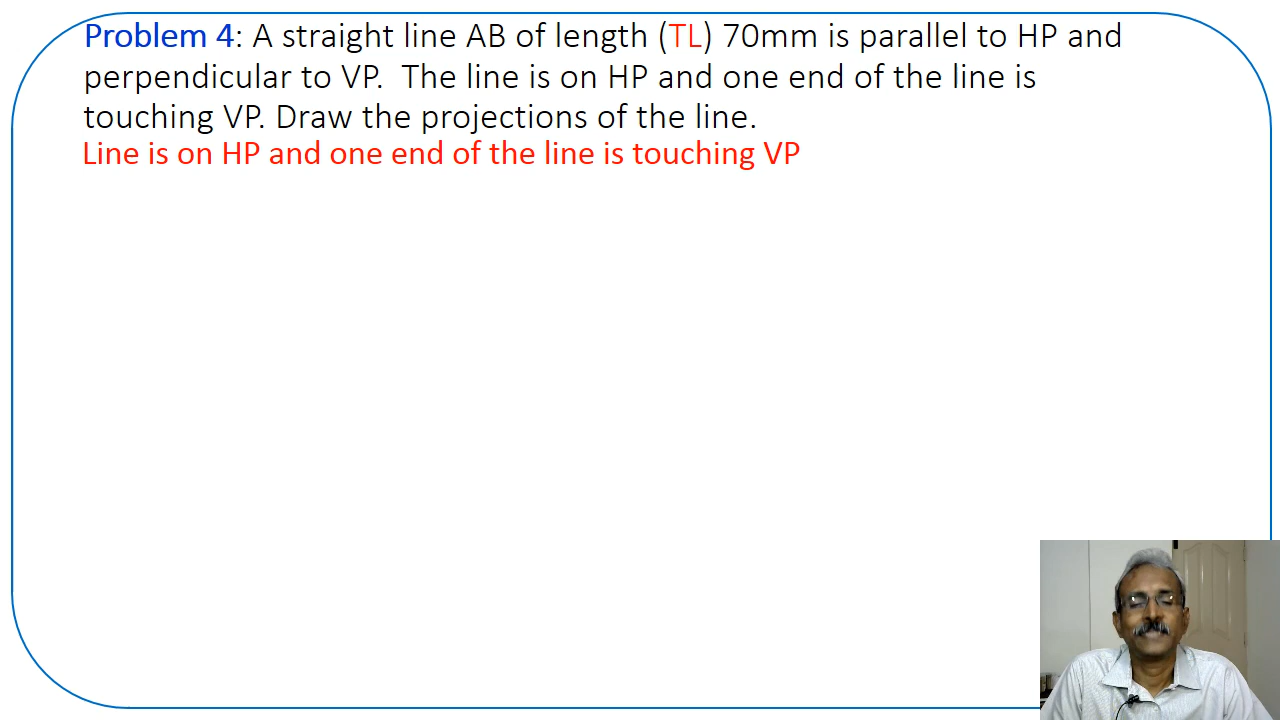 Problem 4: A straight line AB of length (TL) 70mm is parallel to HP and
perpendicular to VP.  The line is on HP and one end of the line is
touching VP. Draw the projections of the line.
Line is on HP and one end of the line is touching VP